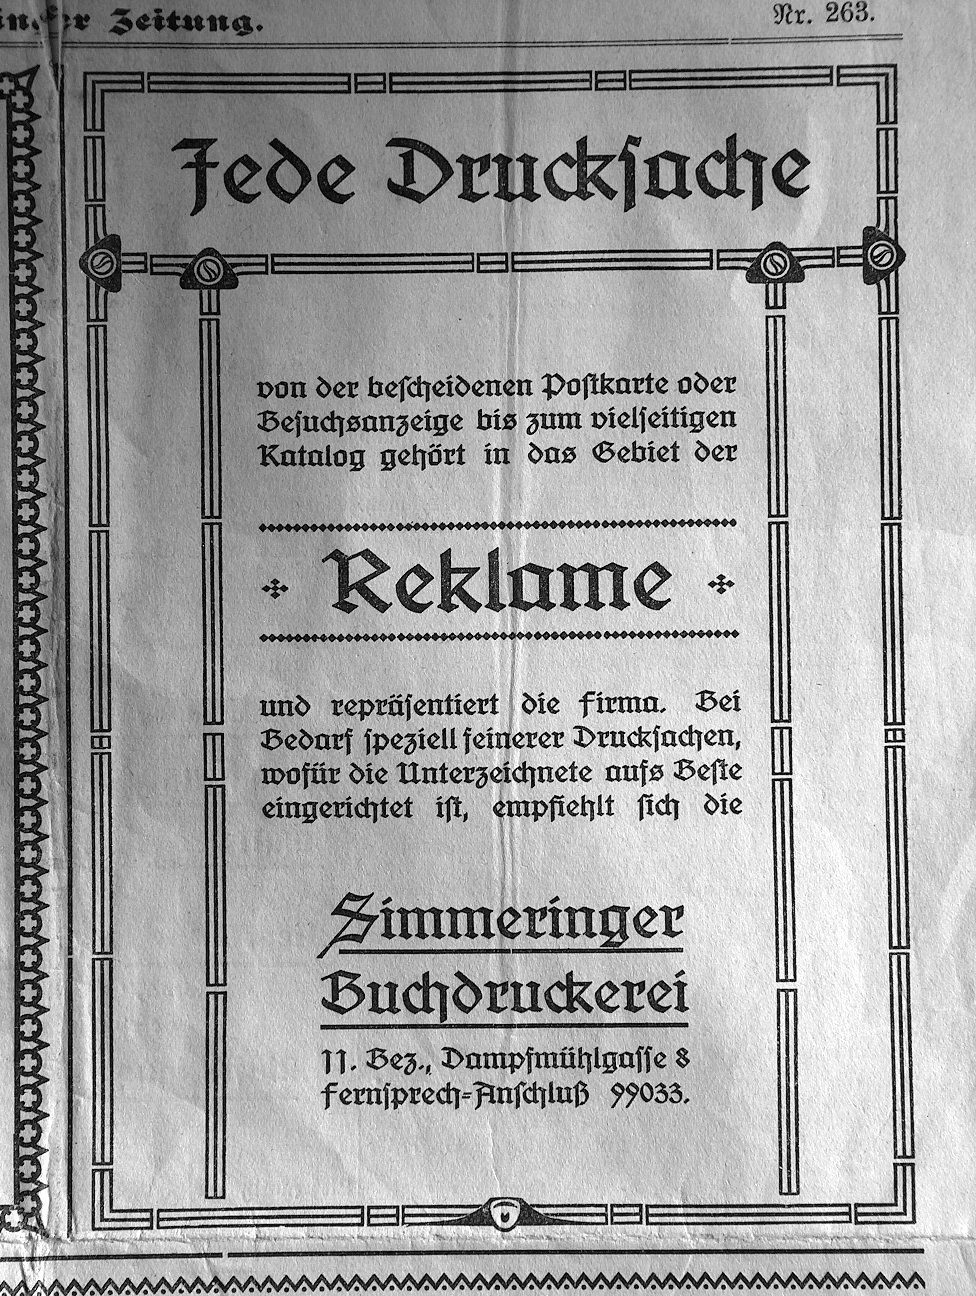 Zeitung.
Nr. 263.
Jede Druckſache
von der beſcheidenen Poſtkarte oder
Beſuchsanzeige bis zum vielſeitigen
Katalog gehört in das Gebiet der
Reklame
und repräſentiert die Firma. Bei
Bedarf ſpeziell feinerer Druckſachen,
wofür die Unterzeichnete aufs Beſte
eingerichtet iſt, empfiehlt ſich die
Simmeringer
Buchdruckerei
11. Bez., Dampfmühlgaſſe 8
Fernſprech-Anſchluß 99033.